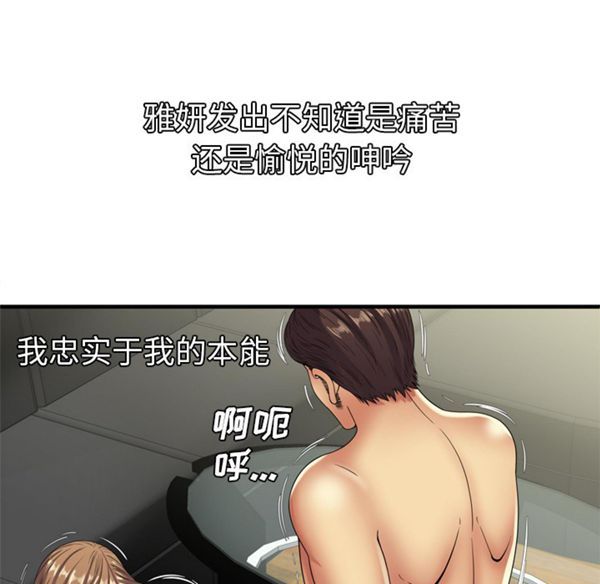 雅妍发出不知道是痛苦
还是愉悦的呻吟
我忠实于我的本能
啊呃
呼...